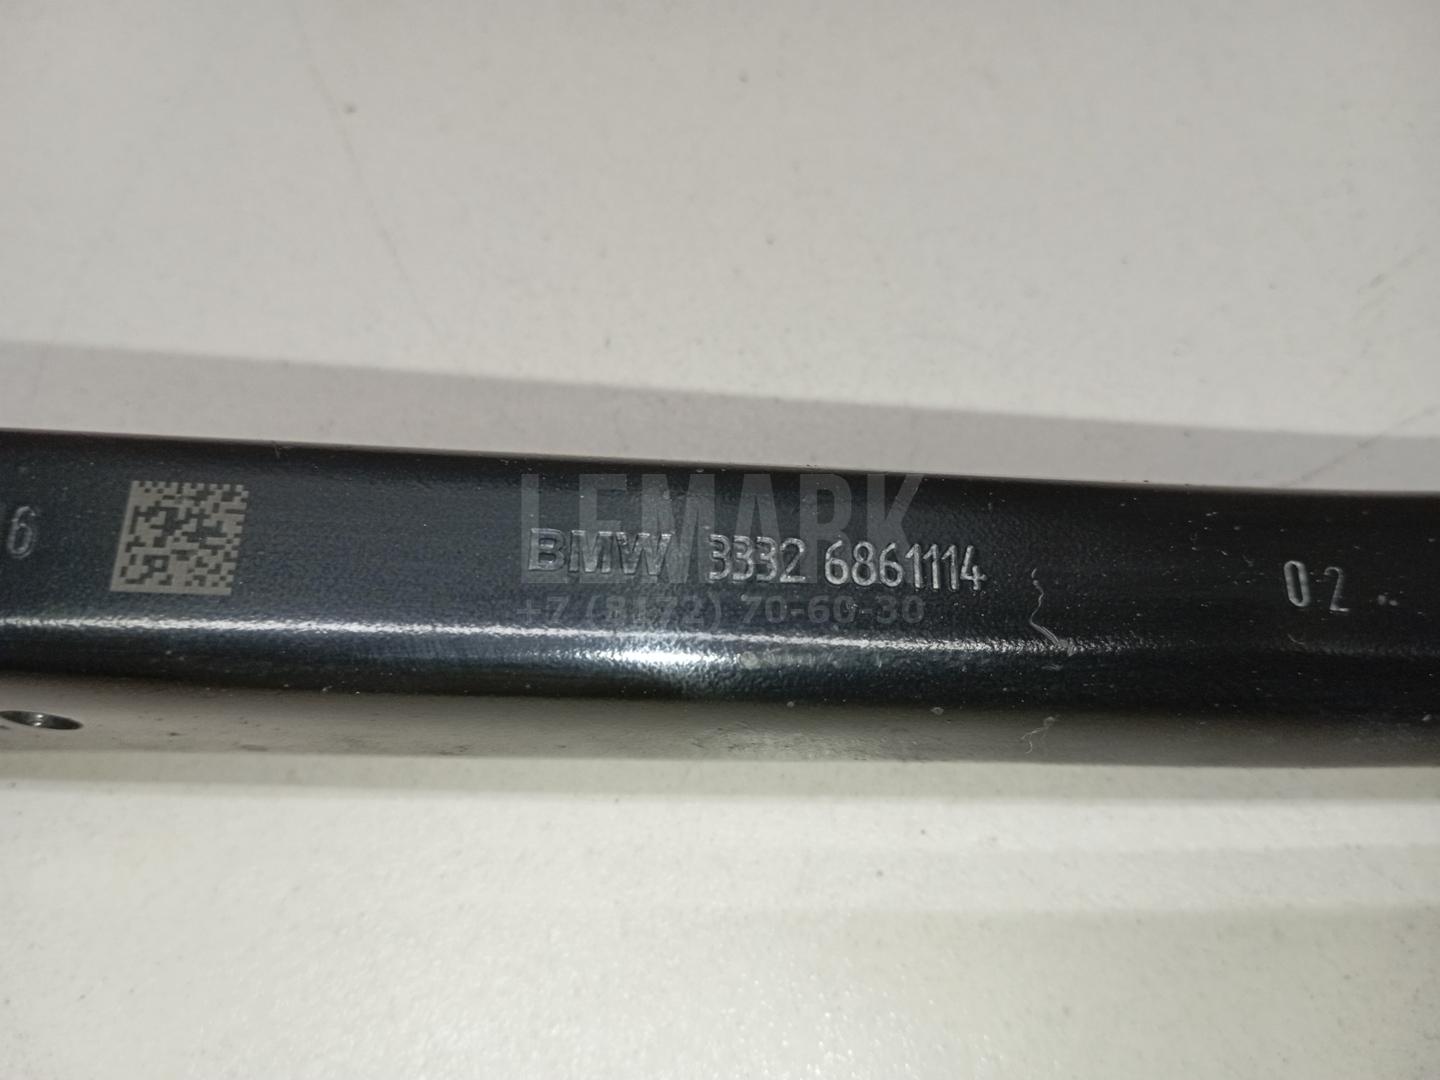 6
LEMARK
BMW 3332 6861114
02
+7 (8172) 70-60-30